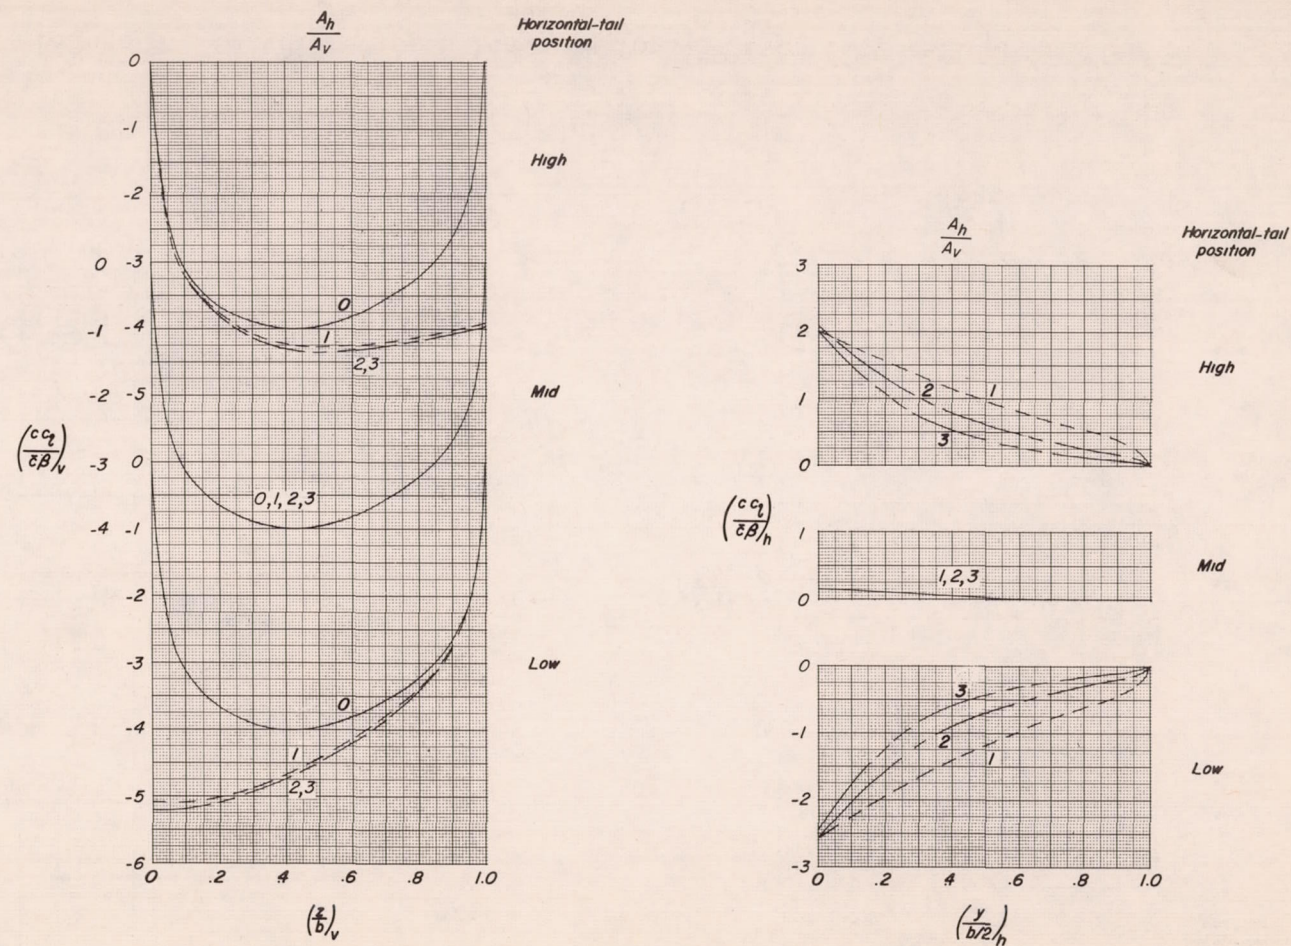 A_h / A_v
Horizontal-tail
position
0
-1
-2
-3
-4
-5
0
-1
-2
-3
-4
0
-1
-2
-3
-4
-5
-6
High
Mid
Low
0
1
2,3
0,1,2,3
0
1
2,3
(c c_l / c̄ β)_v
0 .2 .4 .6 .8 1.0
(z / b)_v
A_h / A_v
Horizontal-tail
position
3
2
1
0
High
1
2
3
(c c_l / c̄ β)_h
1
0
1,2,3
Mid
0
-1
-2
-3
3
2
1
Low
0 .2 .4 .6 .8 1.0
(y / b/2)_h